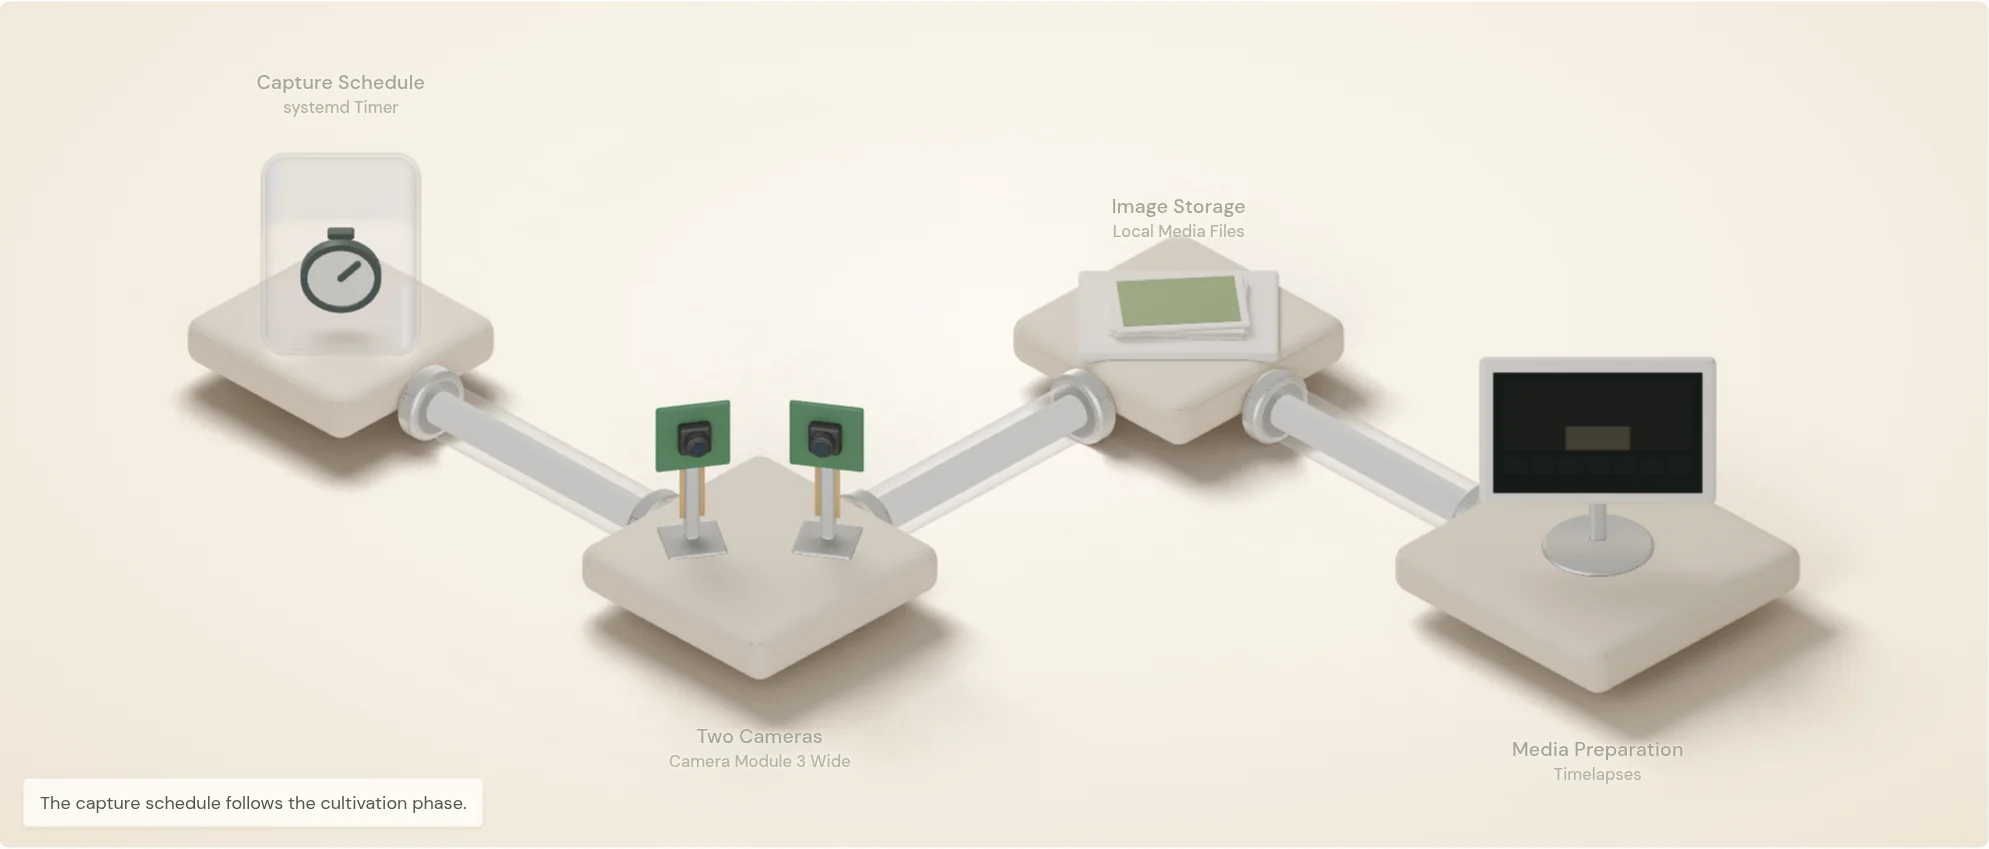 Capture Schedule
systemd Timer
Image Storage
Local Media Files
Two Cameras
Camera Module 3 Wide
Media Preparation
Timelapses
The capture schedule follows the cultivation phase.